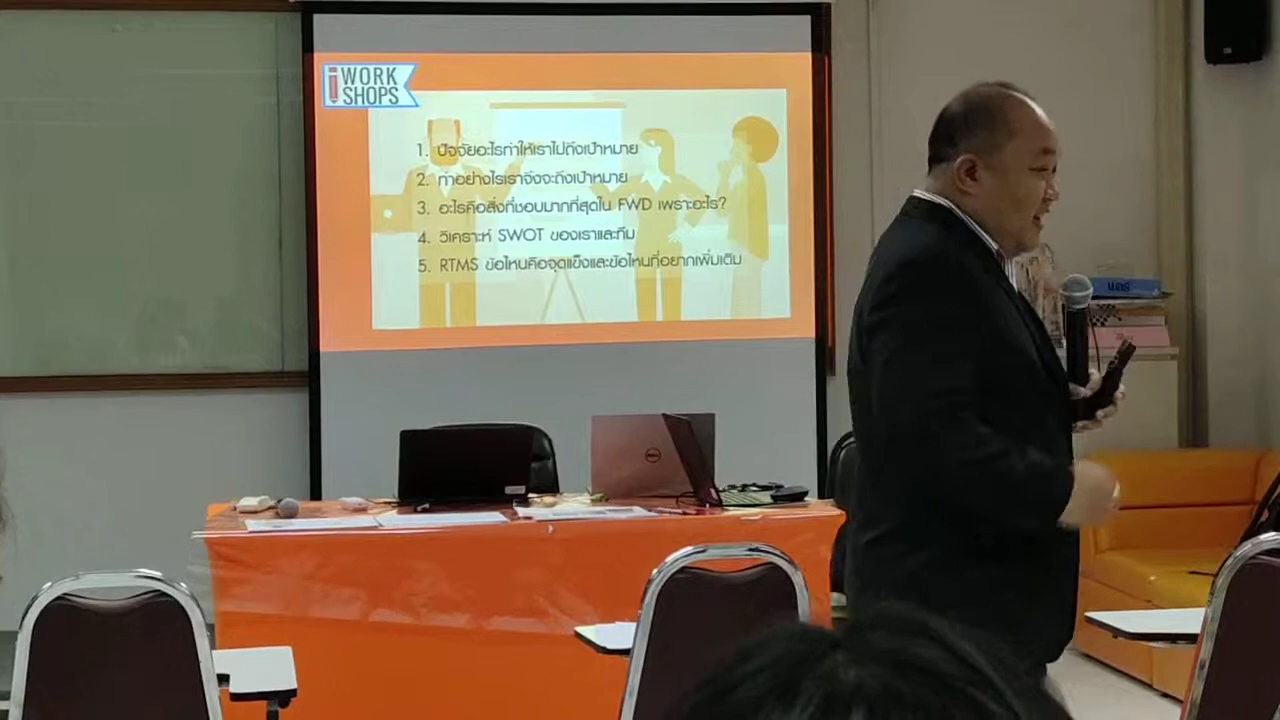 WORK
SHOPS
1. ปัจจัยอะไรทำให้เราไปถึงเป้าหมาย
2. ทำอย่างไรเราจึงจะถึงเป้าหมาย
3. อะไรคือสิ่งที่ชอบมากที่สุดใน FWD เพราะอะไร?
4. วิเคราะห์ SWOT ของเราและทีม
5. RTMS ข้อไหนคือจุดแข็งและข้อไหนที่อยากเพิ่มเติม
DELL